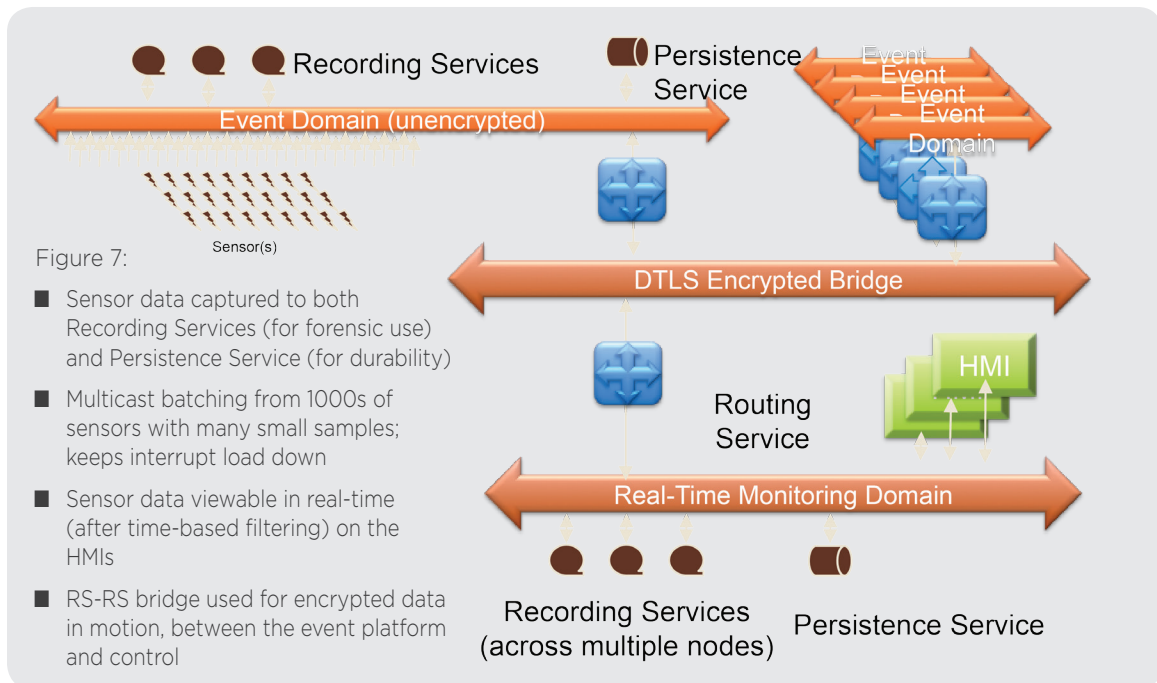 Recording Services
Persistence
Service
Event
Event
Event
Event
Domain
Event Domain (unencrypted)
Sensor(s)
DTLS Encrypted Bridge
Figure 7:
■ Sensor data captured to both
Recording Services (for forensic use)
and Persistence Service (for durability)
■ Multicast batching from 1000s of
sensors with many small samples;
keeps interrupt load down
■ Sensor data viewable in real-time
(after time-based filtering) on the
HMIs
■ RS-RS bridge used for encrypted data
in motion, between the event platform
and control
HMI
Routing
Service
Real-Time Monitoring Domain
Recording Services
(across multiple nodes)
Persistence Service